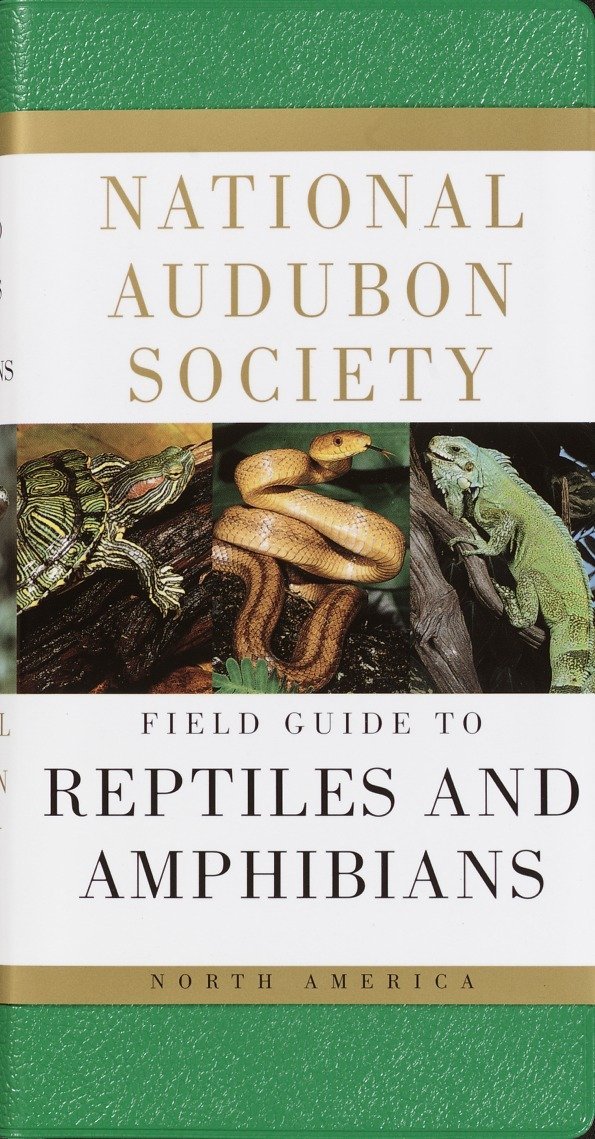 NATIONAL
AUDUBON
SOCIETY
FIELD GUIDE TO
REPTILES AND
AMPHIBIANS
NORTH AMERICA